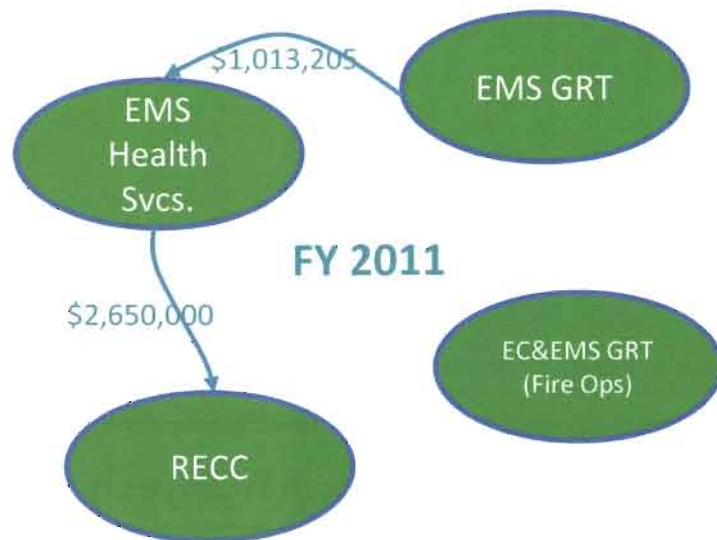 $1,013,205
EMS GRT
EMS
Health
Svcs.
FY 2011
$2,650,000
EC&EMS GRT
(Fire Ops)
RECC